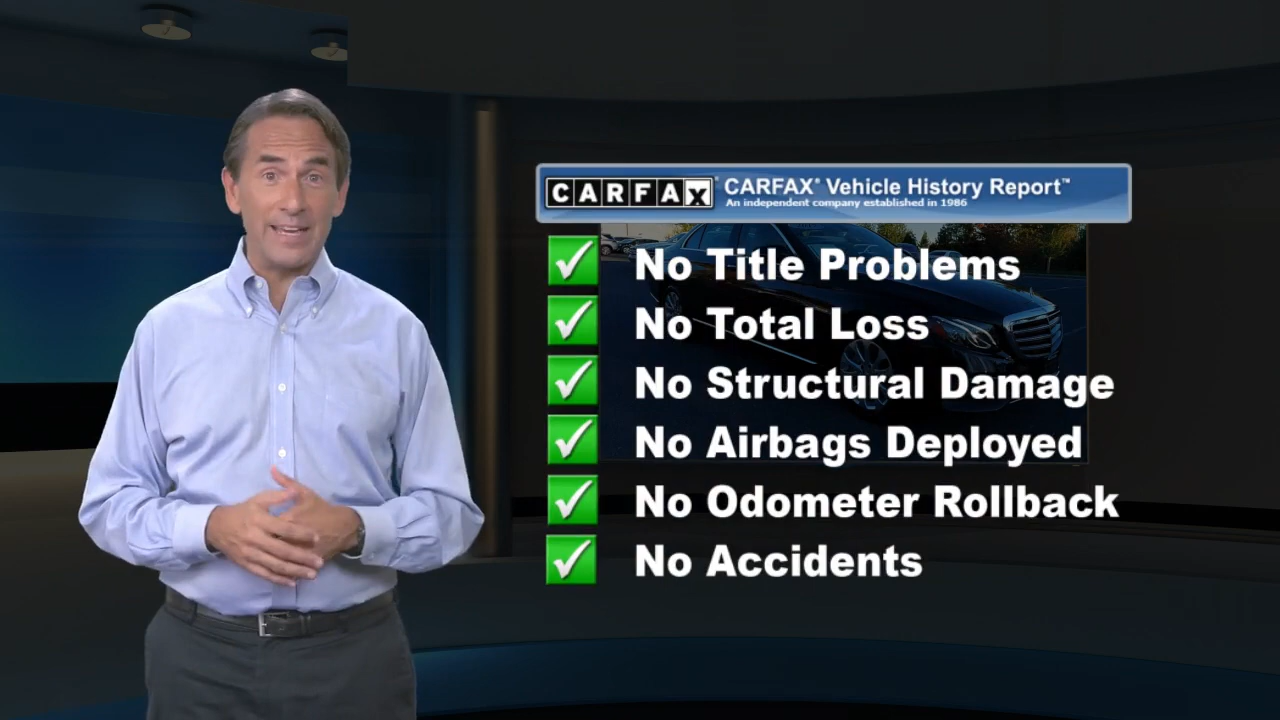 CARFAX® CARFAX® Vehicle History Report™
An independent company established in 1986
No Title Problems
No Total Loss
No Structural Damage
No Airbags Deployed
No Odometer Rollback
No Accidents